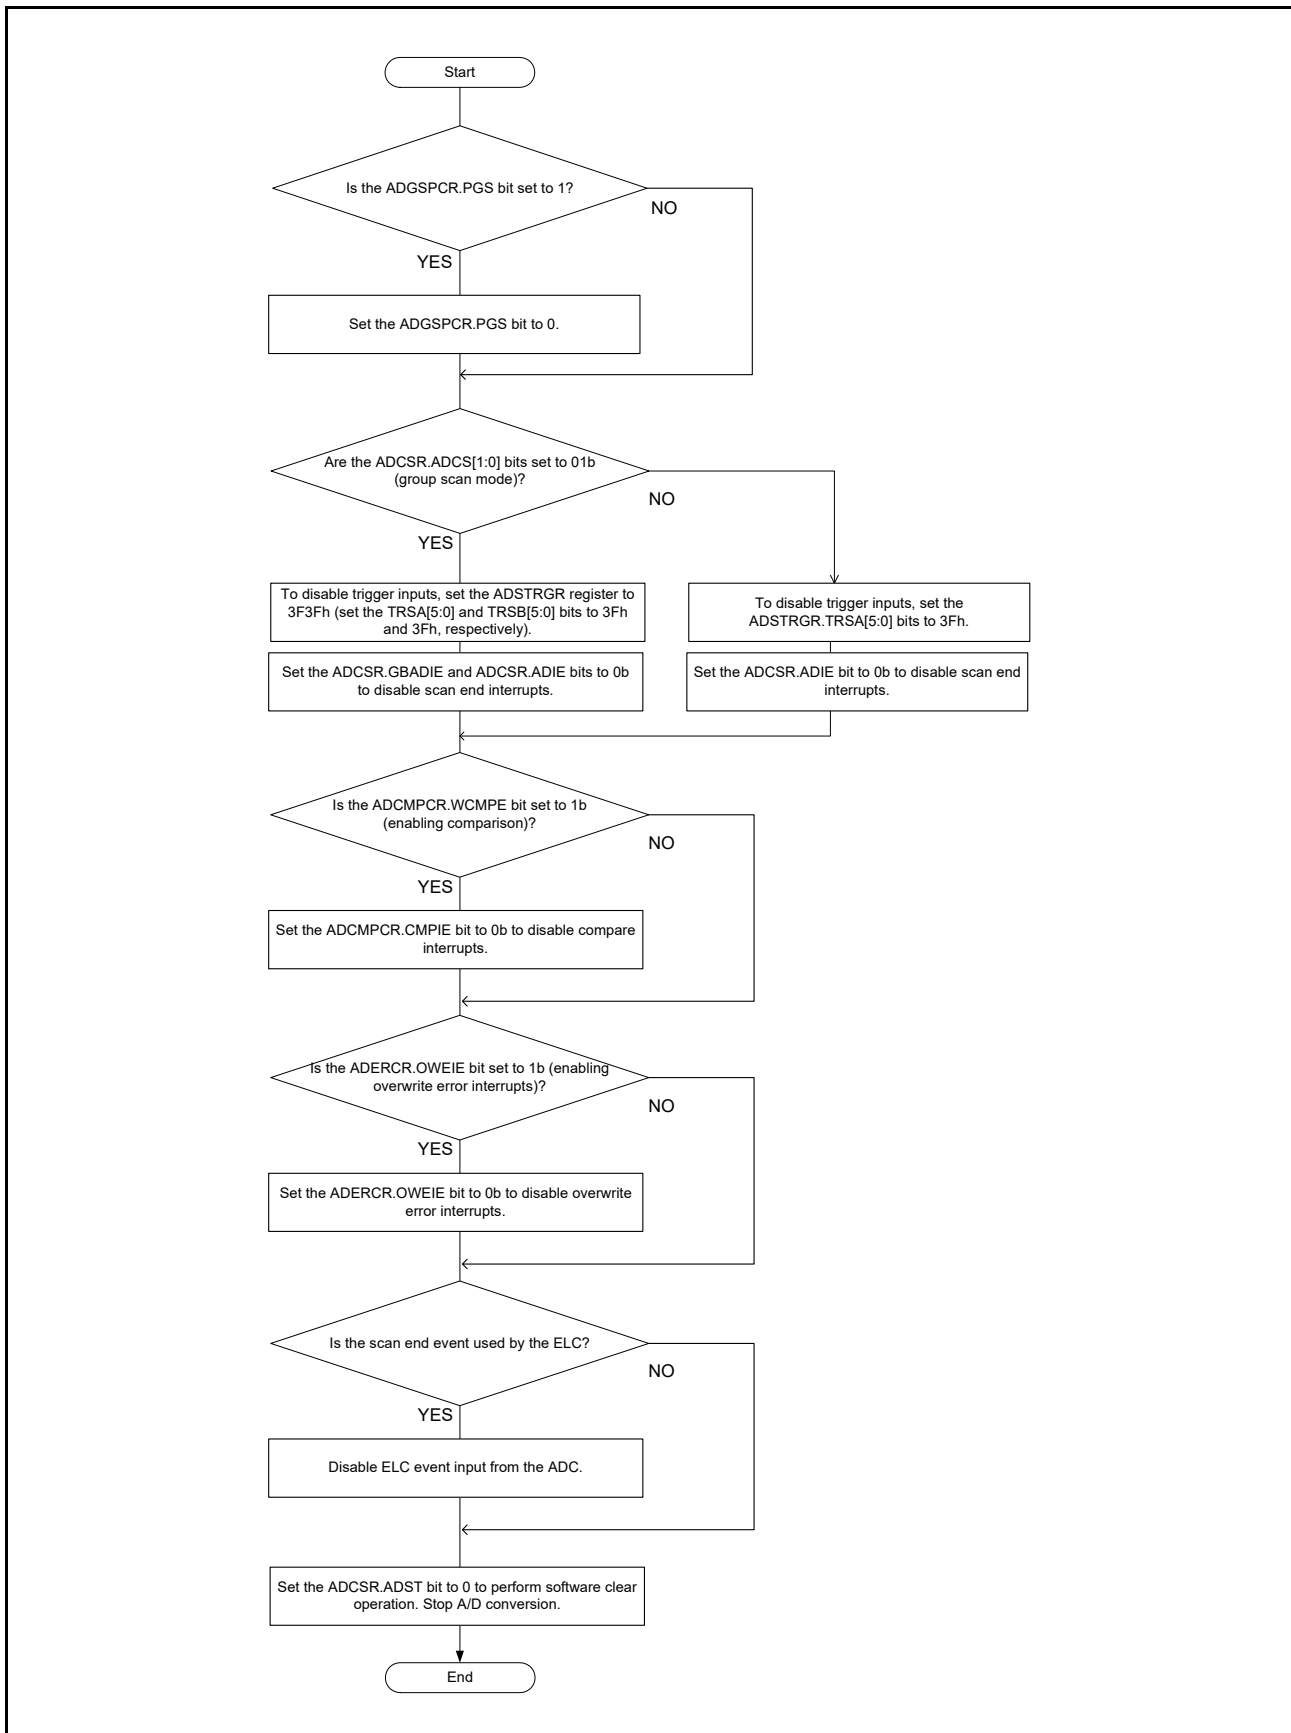 Start
Is the ADGSPCR.PGS bit set to 1?
NO
YES
Set the ADGSPCR.PGS bit to 0.
Are the ADCSR.ADCS[1:0] bits set to 01b
(group scan mode)?
NO
YES
To disable trigger inputs, set the ADSTRGR register to
3F3Fh (set the TRSA[5:0] and TRSB[5:0] bits to 3Fh
and 3Fh, respectively).
To disable trigger inputs, set the
ADSTRGR.TRSA[5:0] bits to 3Fh.
Set the ADCSR.GBADIE and ADCSR.ADIE bits to 0b
to disable scan end interrupts.
Set the ADCSR.ADIE bit to 0b to disable scan end
interrupts.
Is the ADCMPCR.WCMPE bit set to 1b
(enabling comparison)?
NO
YES
Set the ADCMPCR.CMPIE bit to 0b to disable compare
interrupts.
Is the ADERCR.OWEIE bit set to 1b (enabling
overwrite error interrupts)?
NO
YES
Set the ADERCR.OWEIE bit to 0b to disable overwrite
error interrupts.
Is the scan end event used by the ELC?
NO
YES
Disable ELC event input from the ADC.
Set the ADCSR.ADST bit to 0 to perform software clear
operation. Stop A/D conversion.
End